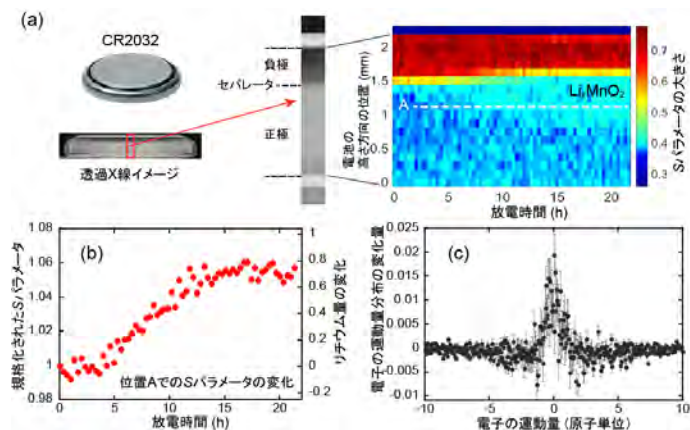 (a)
CR2032
透過X線イメージ
負極
セパレータ
正極
電池の
高さ方向の位置 (mm)
2
1.5
1
0.5
0
A
LixMnO2
0
5
10
15
20
放電時間 (h)
0.7
0.6
0.5
0.4
0.3
Sパラメータの大きさ
(b)
規格化されたSパラメータ
1.08
1.06
1.04
1.02
1
0.98
0
5
10
15
20
放電時間 (h)
位置AでのSパラメータの変化
1
0.8
0.6
0.4
0.2
0
-0.2
リチウム量の変化
(c)
電子の運動量分布の変化量
0.025
0.02
0.015
0.01
0.005
0
-0.005
-0.01
-10
-5
0
5
10
電子の運動量 (原子単位)